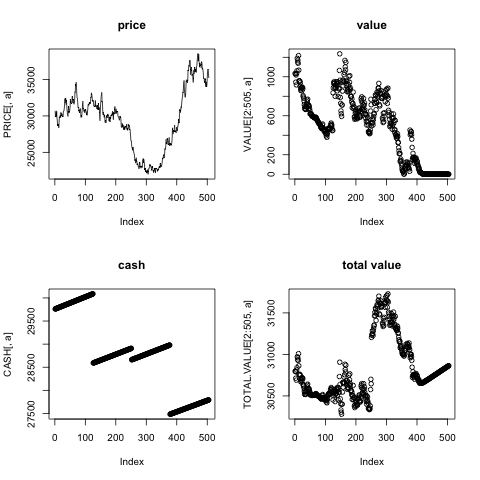 price
PRICE[, a]
25000 30000 35000
0 100 200 300 400 500
Index
value
VALUE[2:505, a]
0 200 600 1000
0 100 200 300 400 500
Index
cash
CASH[, a]
27500 28500 29500
0 100 200 300 400 500
Index
total value
TOTAL.VALUE[2:505, a]
30500 31000 31500
0 100 200 300 400 500
Index